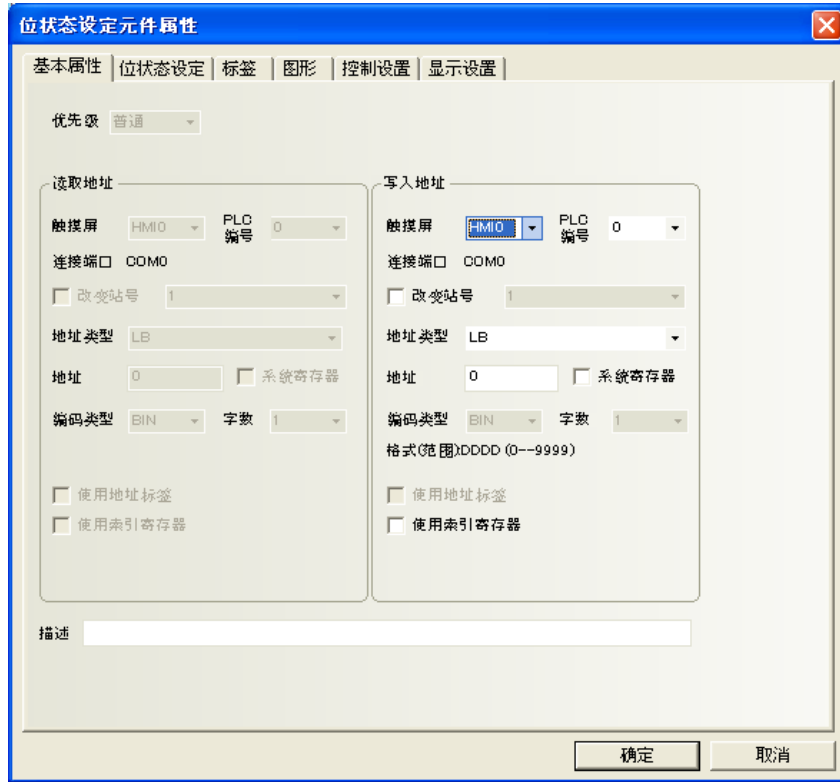 位状态设定元件属性
基本属性 位状态设定 标签 图形 控制设置 显示设置
优先级 普通
读取地址
触摸屏 HMI0 PLC编号 0
连接端口 COM0
改变站号 1
地址类型 LB
地址 0 系统寄存器
编码类型 BIN 字数 1
使用地址标签
使用索引寄存器
写入地址
触摸屏 HMI0 PLC编号 0
连接端口 COM0
改变站号 1
地址类型 LB
地址 0 系统寄存器
编码类型 BIN 字数 1
格式(范围):DDDD (0--9999)
使用地址标签
使用索引寄存器
描述
确定 取消